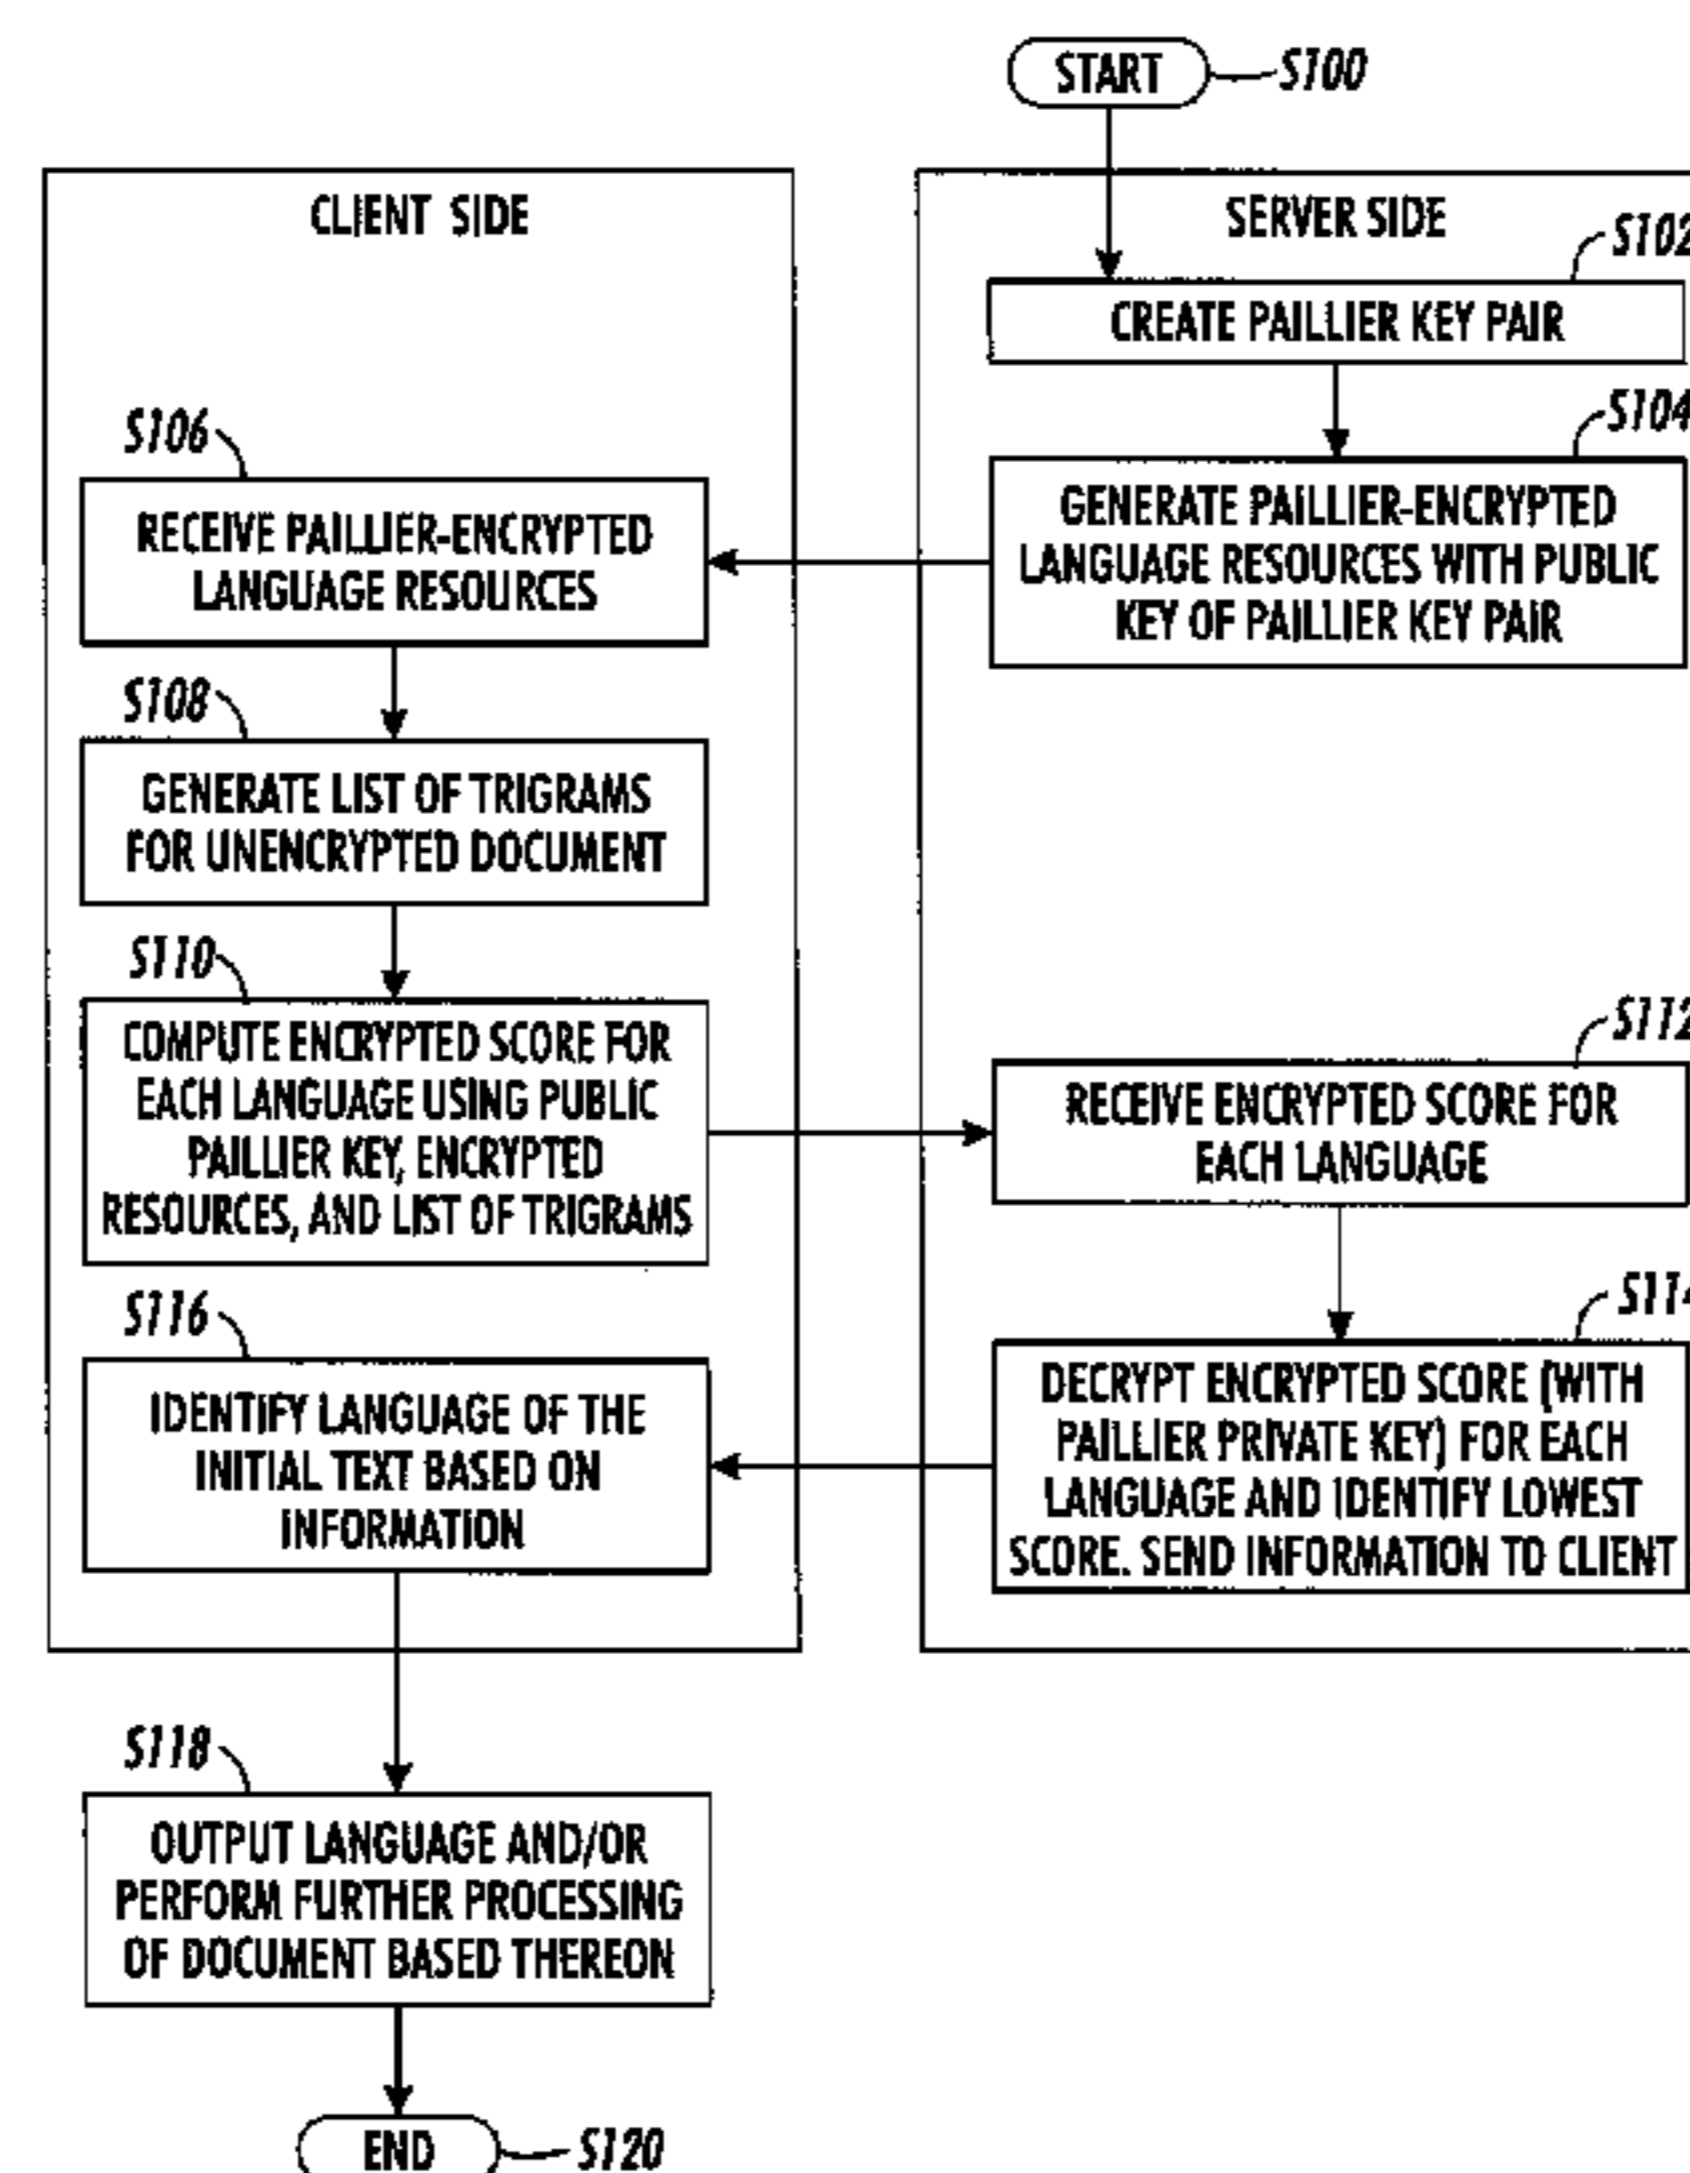 START
S100
CLIENT SIDE
SERVER SIDE
S102
CREATE PAILLIER KEY PAIR
S104
GENERATE PAILLIER-ENCRYPTED
LANGUAGE RESOURCES WITH PUBLIC
KEY OF PAILLIER KEY PAIR
S106
RECEIVE PAILLIER-ENCRYPTED
LANGUAGE RESOURCES
S108
GENERATE LIST OF TRIGRAMS
FOR UNENCRYPTED DOCUMENT
S110
COMPUTE ENCRYPTED SCORE FOR
EACH LANGUAGE USING PUBLIC
PAILLIER KEY, ENCRYPTED
RESOURCES, AND LIST OF TRIGRAMS
S112
RECEIVE ENCRYPTED SCORE FOR
EACH LANGUAGE
S114
DECRYPT ENCRYPTED SCORE (WITH
PAILLIER PRIVATE KEY) FOR EACH
LANGUAGE AND IDENTIFY LOWEST
SCORE. SEND INFORMATION TO CLIENT
S116
IDENTIFY LANGUAGE OF THE
INITIAL TEXT BASED ON
INFORMATION
S118
OUTPUT LANGUAGE AND/OR
PERFORM FURTHER PROCESSING
OF DOCUMENT BASED THEREON
END
S120